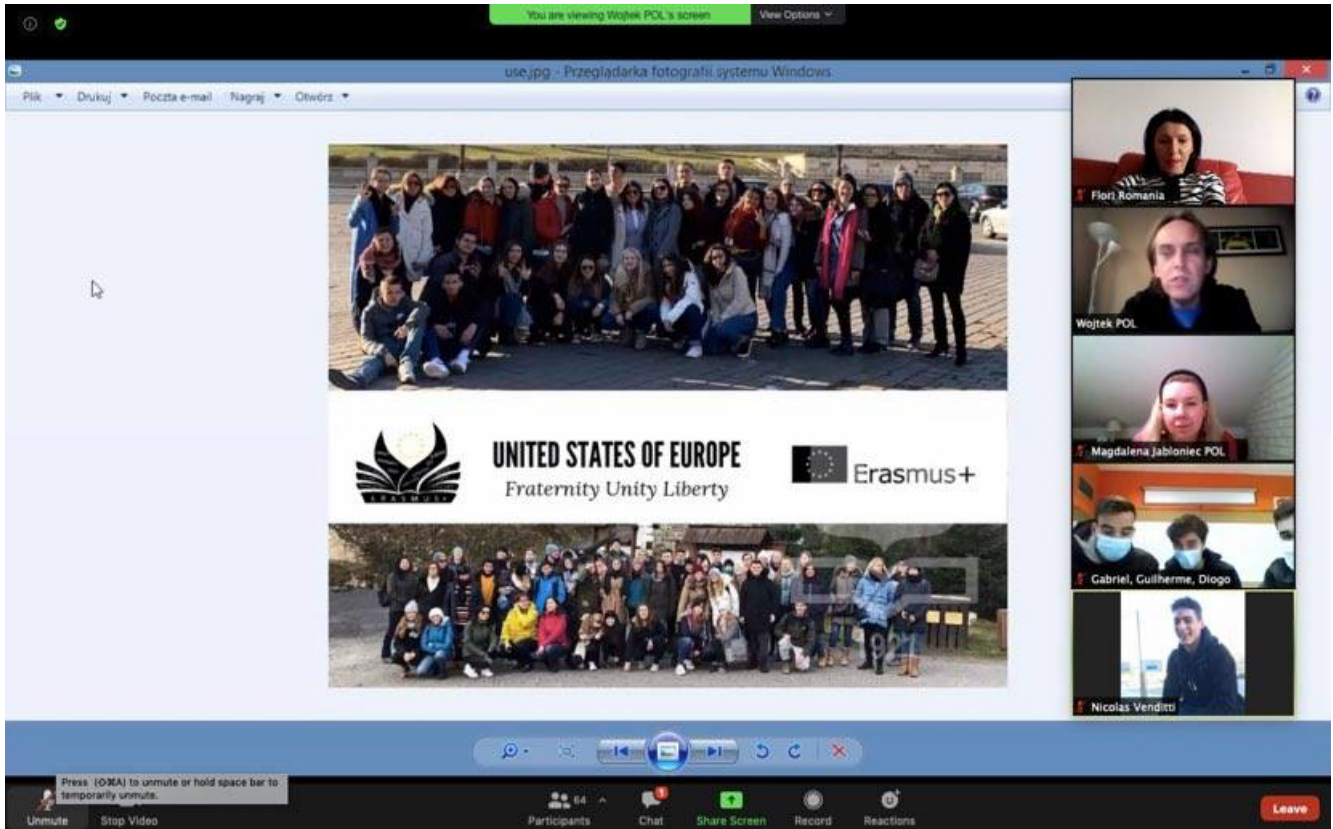 You are viewing Wojtek POL's screen
View Options
use.jpg - Przeglądarka fotografii systemu Windows
Plik
Drukuj
Poczta e-mail
Nagraj
Otwórz
Flori Romania
Wojtek POL
Magdalena Jabloniec POL
Gabriel, Guilherme, Diogo
Nicolas Venditti
ERASMUS+
UNITED STATES OF EUROPE
Fraternity Unity Liberty
Erasmus+
1921
Press (⇧⌘A) to unmute or hold space bar to
temporarily unmute.
Unmute
Stop Video
64
Participants
1
Chat
Share Screen
Record
Reactions
Leave